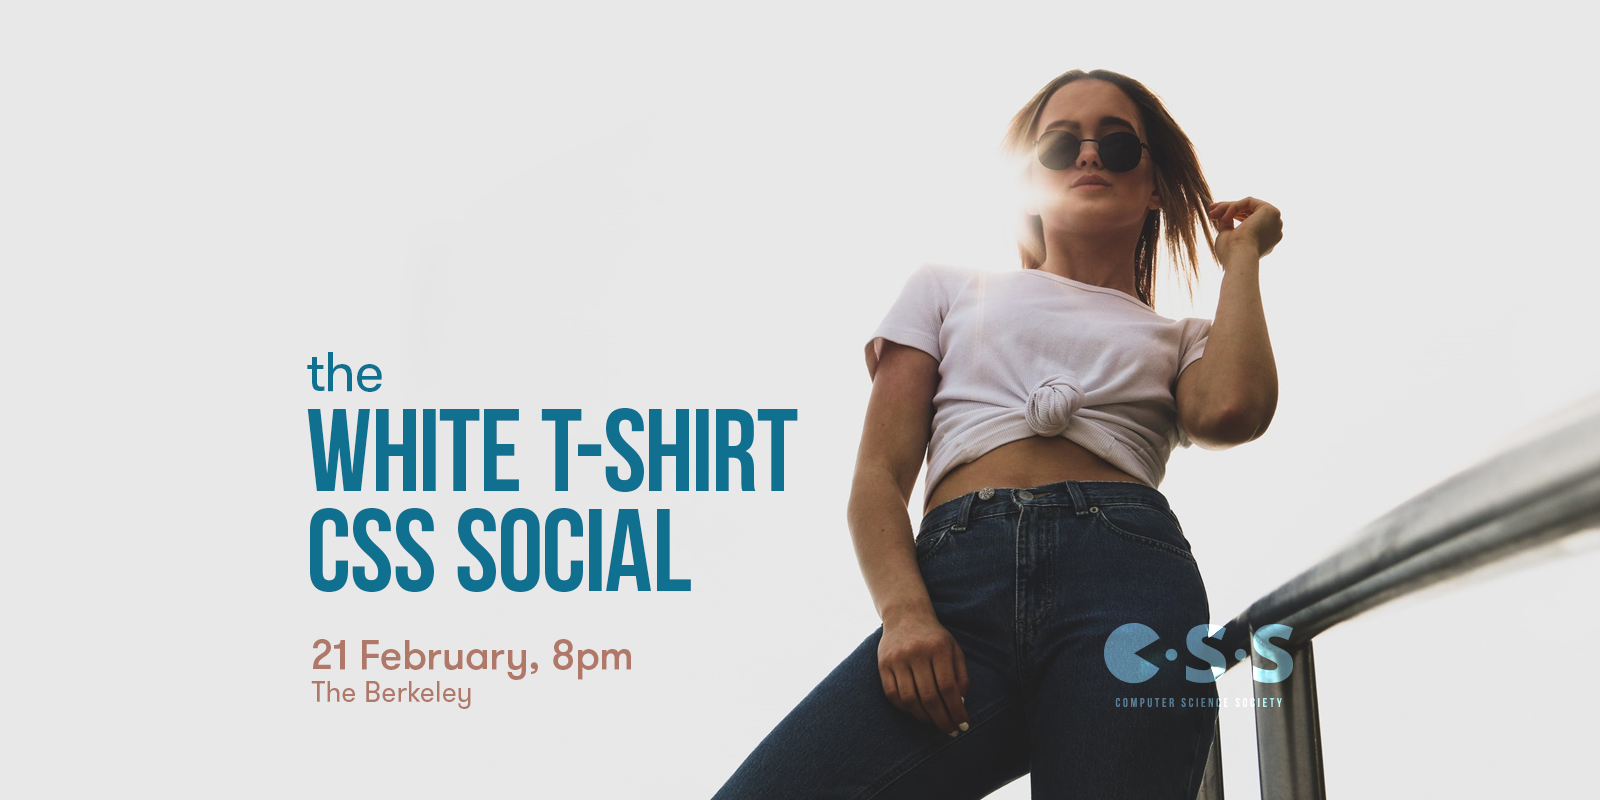 the
WHITE T-SHIRT
CSS SOCIAL
21 February, 8pm
The Berkeley
C·S·S
COMPUTER SCIENCE SOCIETY